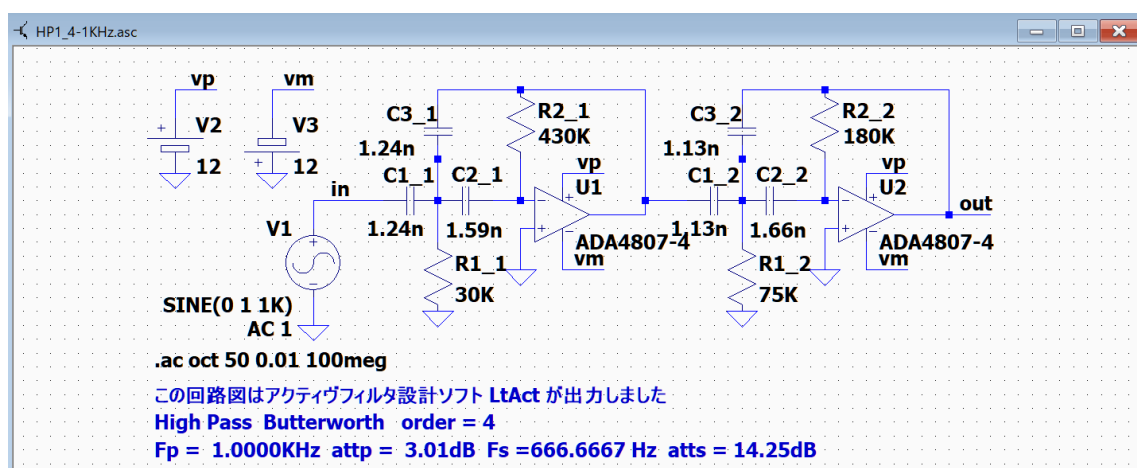 HP1_4-1KHz.asc
vp
vm
V2
V3
12
12
in
V1
SINE(0 1 1K)
AC 1
C3_1
1.24n
R2_1
430K
C1_1
C2_1
1.24n
1.59n
vp
U1
ADA4807-4
vm
R1_1
30K
C3_2
1.13n
R2_2
180K
C1_2
C2_2
1.13n
1.66n
vp
U2
out
ADA4807-4
vm
R1_2
75K
.ac oct 50 0.01 100meg
この回路図はアクティヴフィルタ設計ソフト LtAct が出力しました
High Pass Butterworth order = 4
Fp = 1.0000KHz attp = 3.01dB Fs =666.6667 Hz atts = 14.25dB